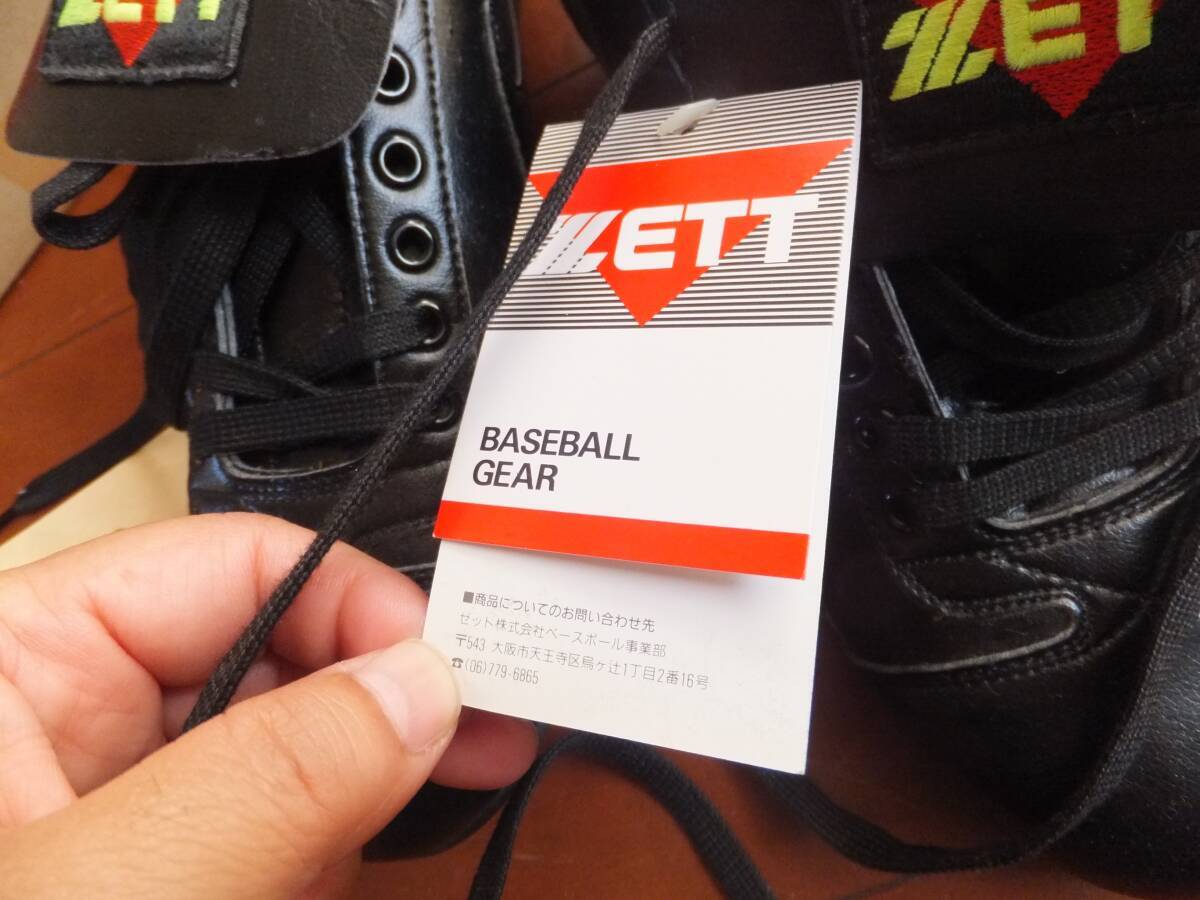 ZETT
ZETT
ZETT
BASEBALL
GEAR
■商品についてのお問い合わせ先
ゼット株式会社ベースボール事業部
〒543 大阪市天王寺区烏ヶ辻1丁目2番16号
☎(06)779-6865